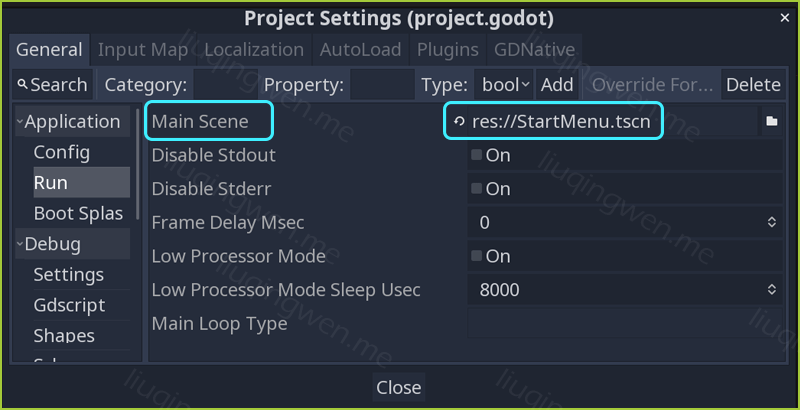 Project Settings (project.godot)
General Input Map Localization AutoLoad Plugins GDNative
Search Category: Property: Type: bool Add Override For... Delete
Application Main Scene res://StartMenu.tscn
Config Disable Stdout On
Run Disable Stderr On
Boot Splas Frame Delay Msec 0
Debug Low Processor Mode On
Settings Low Processor Mode Sleep Usec 8000
Gdscript Main Loop Type
Shapes
Close
liuqingwen.me
liuqingwen.me
liuqingwen.me
liuqingwen.me
liuqingwen.me
liuqingwen.me